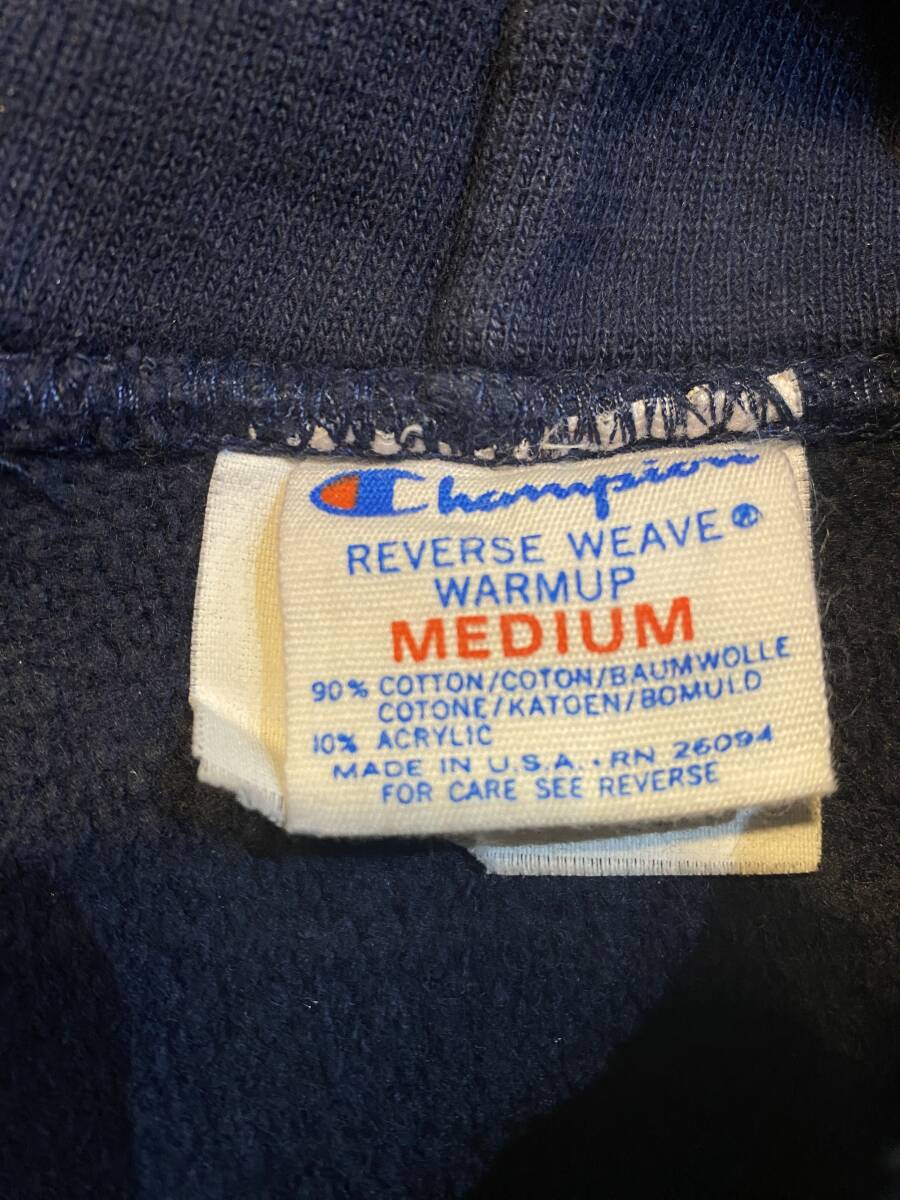 Champion
REVERSE WEAVE®
WARMUP
MEDIUM
90% COTTON/COTON/BAUMWOLLE
COTONE/KATOEN/BOMULD
10% ACRYLIC
MADE IN U.S.A. • RN 26094
FOR CARE SEE REVERSE